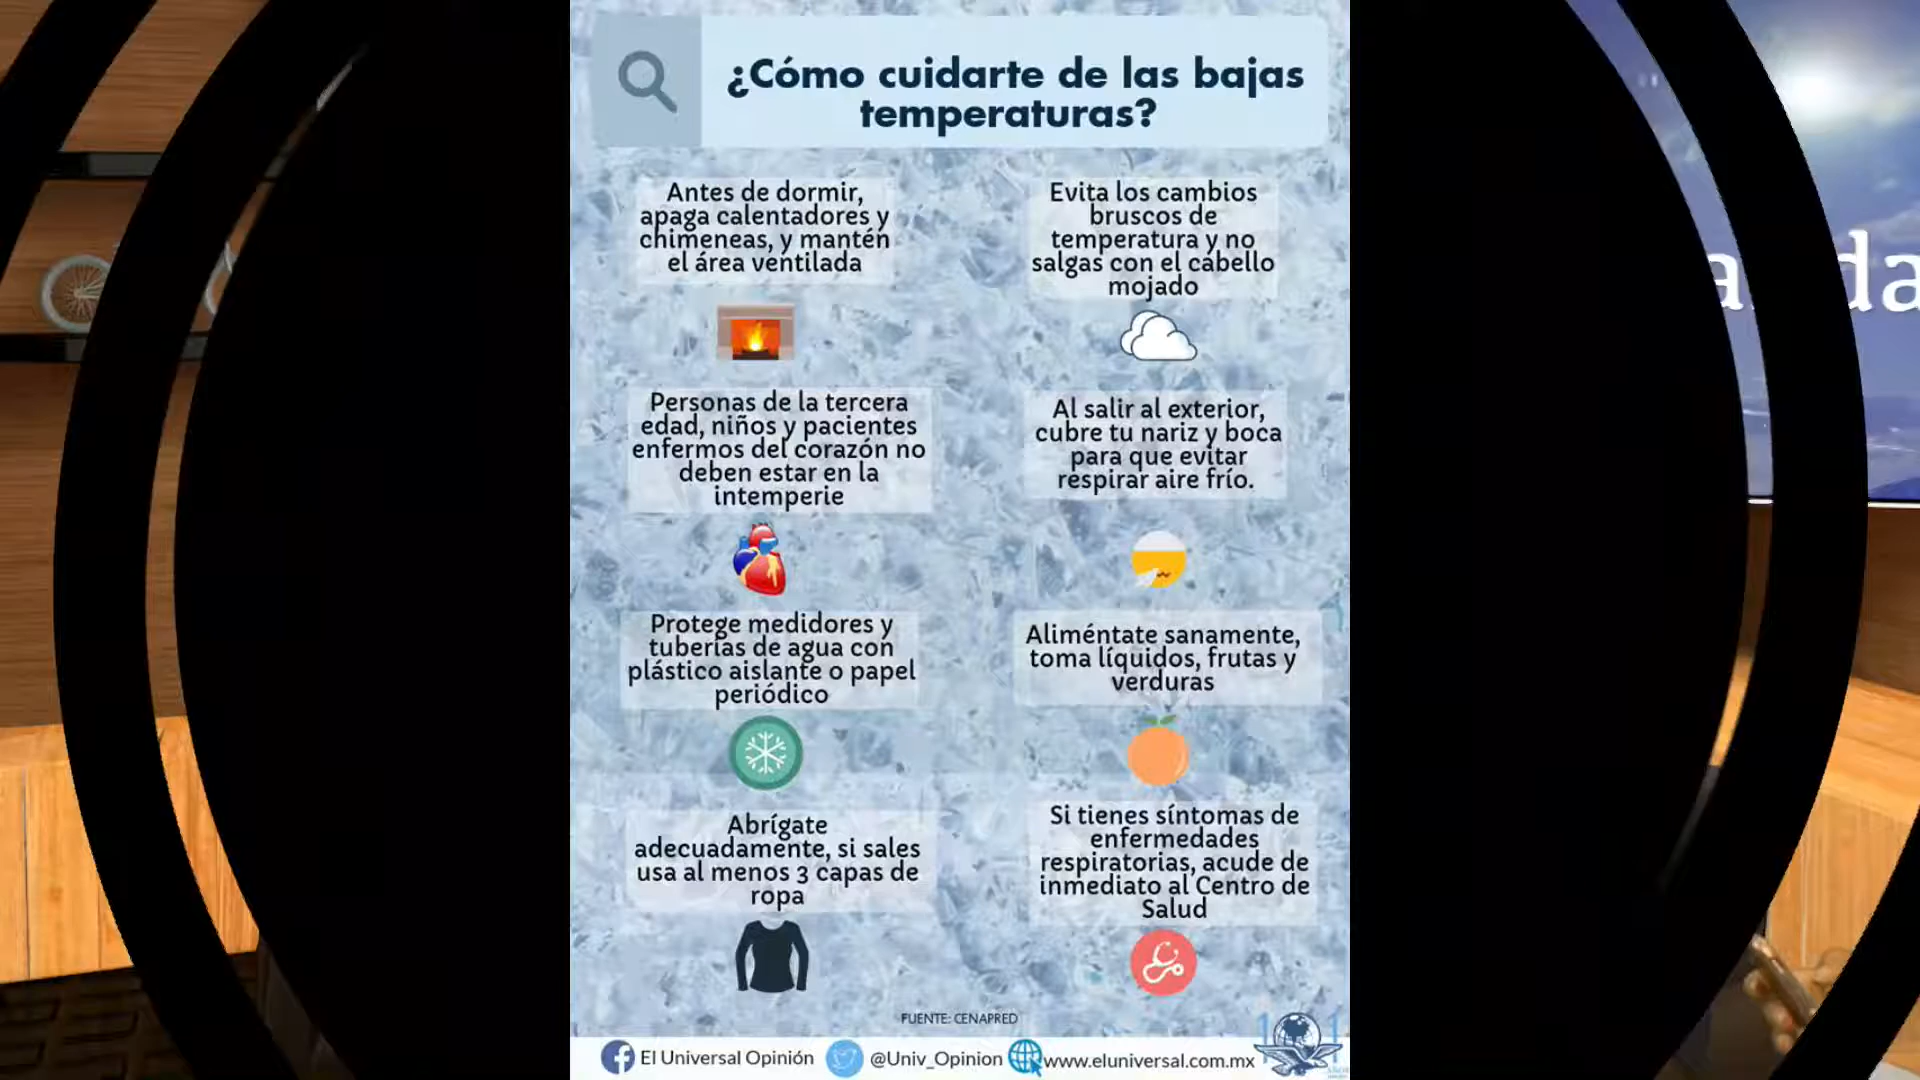 ¿Cómo cuidarte de las bajas
temperaturas?
Antes de dormir,
apaga calentadores y
chimeneas, y mantén
el área ventilada
Evita los cambios
bruscos de
temperatura y no
salgas con el cabello
mojado
Personas de la tercera
edad, niños y pacientes
enfermos del corazón no
deben estar en la
intemperie
Al salir al exterior,
cubre tu nariz y boca
para que evitar
respirar aire frío.
Protege medidores y
tuberías de agua con
plástico aislante o papel
periódico
Aliméntate sanamente,
toma líquidos, frutas y
verduras
Abrígate
adecuadamente, si sales
usa al menos 3 capas de
ropa
Si tienes síntomas de
enfermedades
respiratorias, acude de
inmediato al Centro de
Salud
FUENTE: CENAPRED
El Universal Opinión @Univ_Opinion www.eluniversal.com.mx